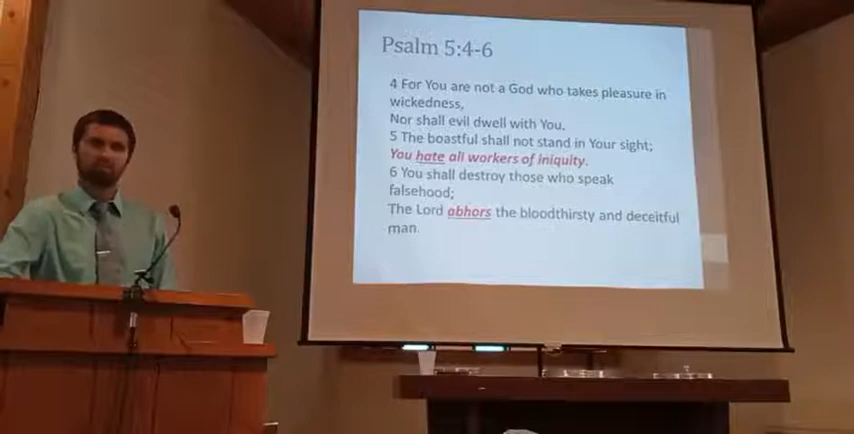 Psalm 5:4-6
4 For You are not a God who takes pleasure in
wickedness,
Nor shall evil dwell with You.
5 The boastful shall not stand in Your sight;
You hate all workers of iniquity.
6 You shall destroy those who speak
falsehood;
The Lord abhors the bloodthirsty and deceitful
man.